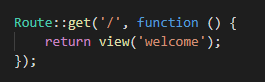 Route::get('/', function () {
    return view('welcome');
});